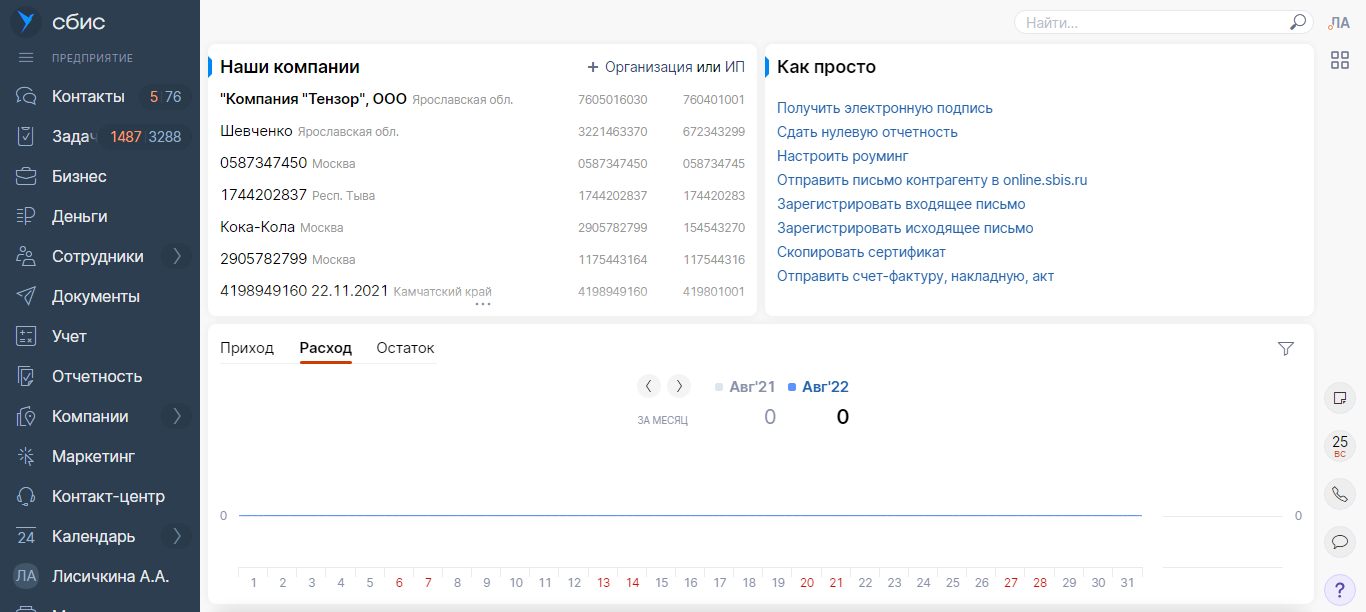 сбис
ПРЕДПРИЯТИЕ
Контакты 5 76
Задач 1487 3288
Бизнес
Деньги
Сотрудники
Документы
Учет
Отчетность
Компании
Маркетинг
Контакт-центр
24 Календарь
ЛА Лисичкина А.А.
Найти...
ЛА
Наши компании + Организация или ИП
"Компания "Тензор", ООО Ярославская обл. 7605016030 760401001
Шевченко Ярославская обл. 3221463370 672343299
0587347450 Москва 0587347450 058734745
1744202837 Респ. Тыва 1744202837 174420283
Кока-Кола Москва 2905782799 154543270
2905782799 Москва 1175443164 117544316
4198949160 22.11.2021 Камчатский край 4198949160 419801001
Как просто
Получить электронную подпись
Сдать нулевую отчетность
Настроить роуминг
Отправить письмо контрагенту в online.sbis.ru
Зарегистрировать входящее письмо
Зарегистрировать исходящее письмо
Скопировать сертификат
Отправить счет-фактуру, накладную, акт
Приход Расход Остаток
Авг'21 Авг'22
ЗА МЕСЯЦ 0 0
0 0
1 2 3 4 5 6 7 8 9 10 11 12 13 14 15 16 17 18 19 20 21 22 23 24 25 26 27 28 29 30 31
25
ВС
?